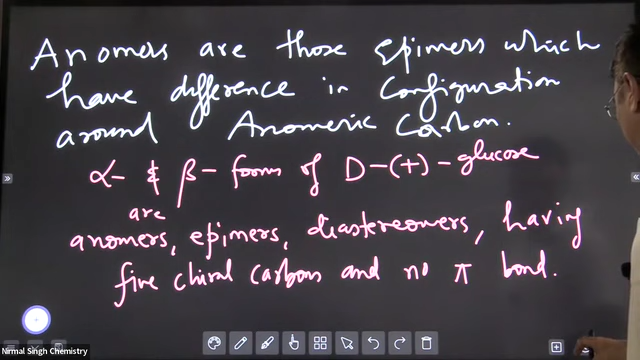 Anomers are those epimers which
have difference in Configuration
around Anomeric Carbon.
α- & β- forms of D-(+)-glucose
are
anomers, epimers, diastereomers, having
five chiral carbons and no π bond.
Nirmal Singh Chemistry